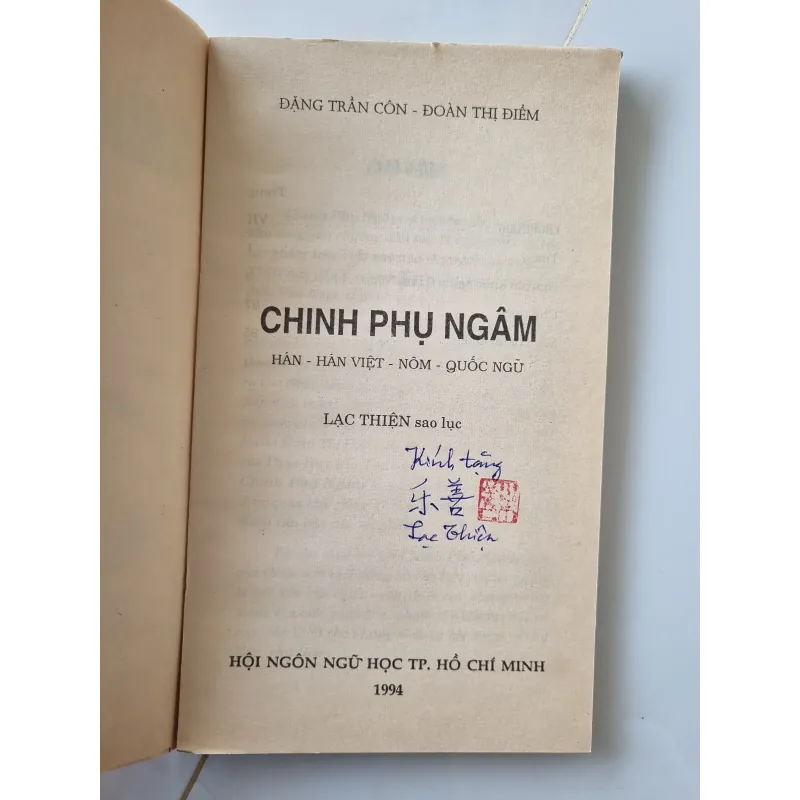 ĐẶNG TRẦN CÔN - ĐOÀN THỊ ĐIỂM
CHINH PHỤ NGÂM
HÁN - HÁN VIỆT - NÔM - QUỐC NGỮ
LẠC THIỆN sao lục
Kính tặng
乐善
Lạc Thiện
HỘI NGÔN NGỮ HỌC TP. HỒ CHÍ MINH
1994